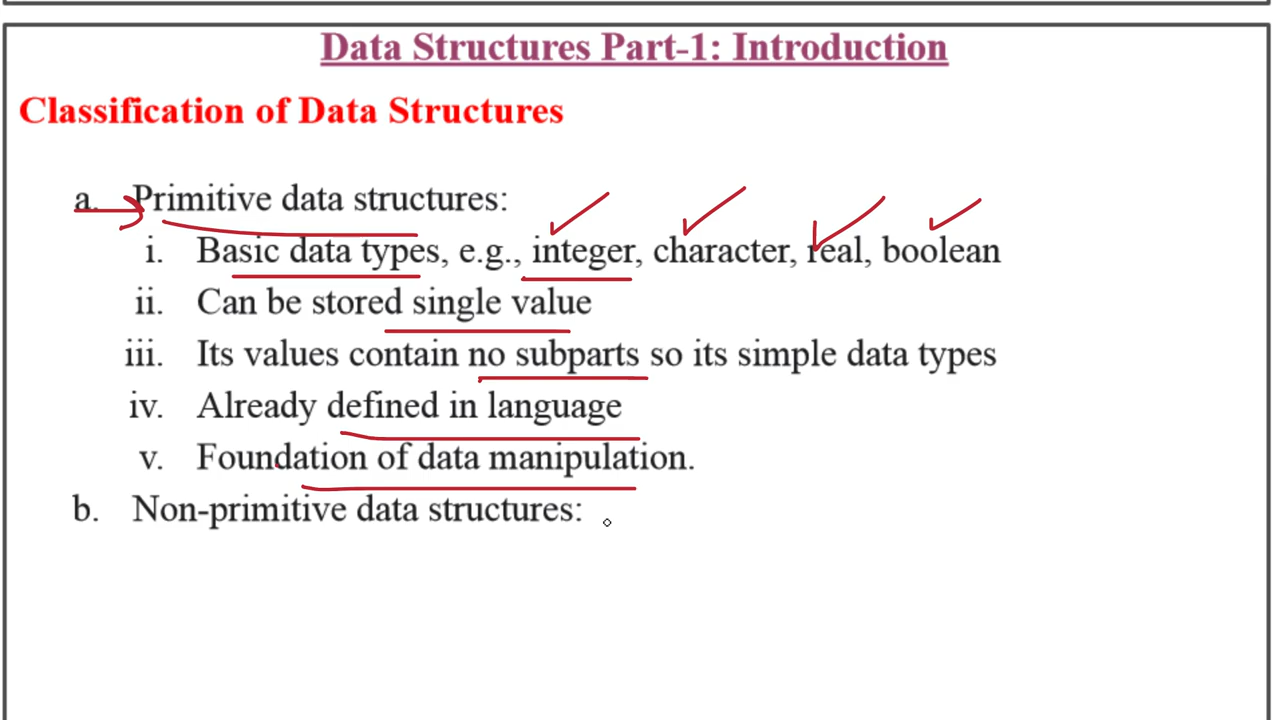 Data Structures Part-1: Introduction
Classification of Data Structures
a. Primitive data structures:
i. Basic data types, e.g., integer, character, real, boolean
ii. Can be stored single value
iii. Its values contain no subparts so its simple data types
iv. Already defined in language
v. Foundation of data manipulation.
b. Non-primitive data structures: